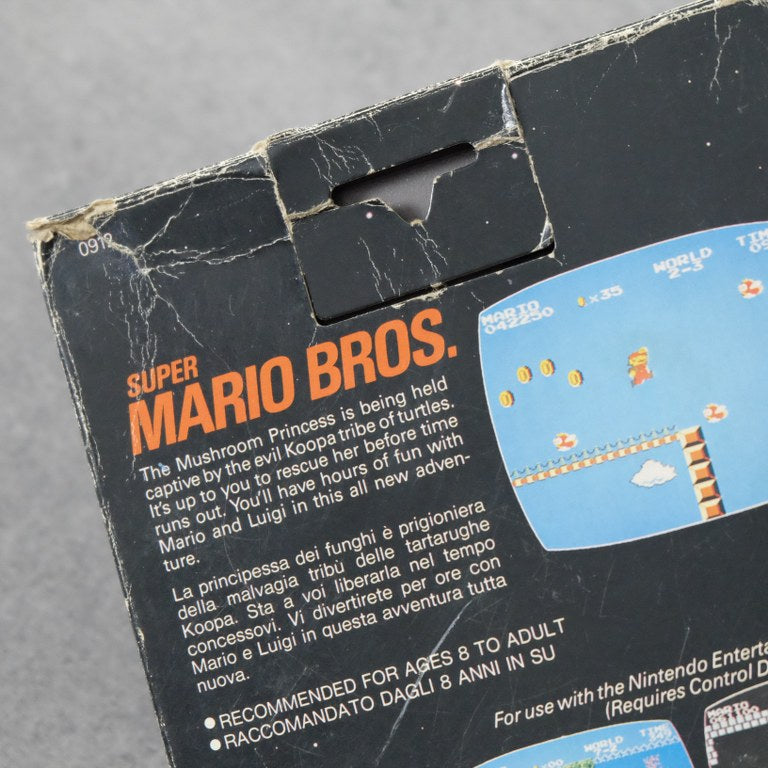 091?
SUPER
MARIO BROS.
The Mushroom Princess is being held
captive by the evil Koopa tribe of turtles.
It's up to you to rescue her before time
runs out. You'll have hours of fun with
Mario and Luigi in this all new adven-
ture.
La principessa dei funghi è prigioniera
della malvagia tribù delle tartarughe
Koopa. Sta a voi liberarla nel tempo
concessovi. Vi divertirete per ore con
Mario e Luigi in questa avventura tutta
nuova.
●RECOMMENDED FOR AGES 8 TO ADULT
●RACCOMANDATO DAGLI 8 ANNI IN SU
MARIO
042250
×35
WORLD
2-3
TIM
For use with the Nintendo Enterta
(Requires Control D
WORLD
TIM
MARIO